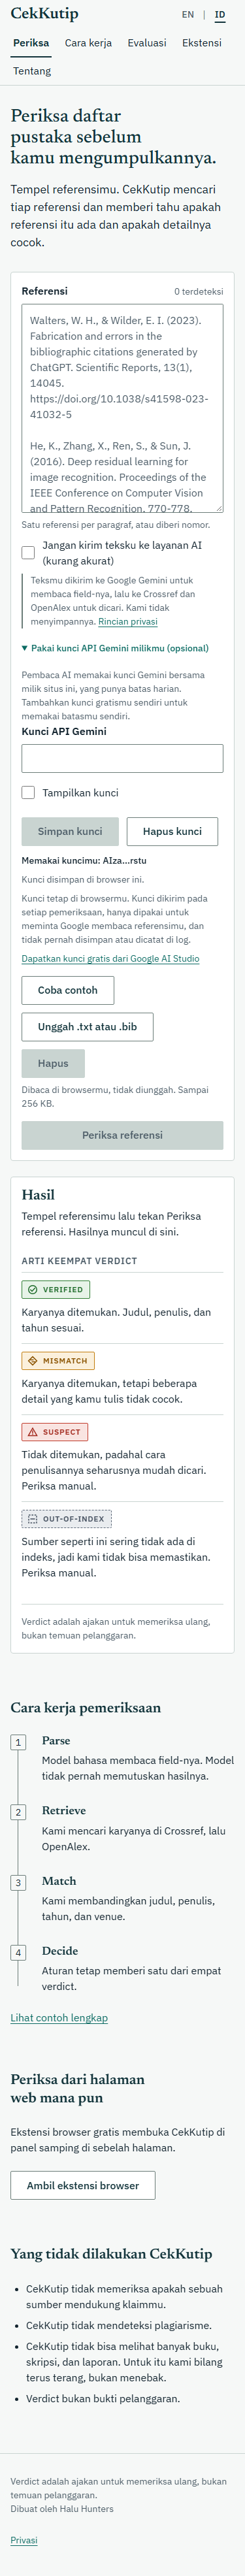 CekKutip
EN | ID
Periksa Cara kerja Evaluasi Ekstensi
Tentang
Periksa daftar
pustaka sebelum
kamu mengumpulkannya.
Tempel referensimu. CekKutip mencari
tiap referensi dan memberi tahu apakah
referensi itu ada dan apakah detailnya
cocok.
Referensi 0 terdeteksi
Walters, W. H., & Wilder, E. I. (2023).
Fabrication and errors in the
bibliographic citations generated by
ChatGPT. Scientific Reports, 13(1),
14045.
https://doi.org/10.1038/s41598-023-
41032-5
He, K., Zhang, X., Ren, S., & Sun, J.
(2016). Deep residual learning for
image recognition. Proceedings of the
IEEE Conference on Computer Vision
and Pattern Recognition, 770-778.
Satu referensi per paragraf, atau diberi nomor.
Jangan kirim teksku ke layanan AI
(kurang akurat)
Teksmu dikirim ke Google Gemini untuk
membaca field-nya, lalu ke Crossref dan
OpenAlex untuk dicari. Kami tidak
menyimpannya. Rincian privasi
▼ Pakai kunci API Gemini milikmu (opsional)
Pembaca AI memakai kunci Gemini bersama
milik situs ini, yang punya batas harian.
Tambahkan kunci gratismu sendiri untuk
memakai batasmu sendiri.
Kunci API Gemini
Tampilkan kunci
Simpan kunci Hapus kunci
Memakai kuncimu: AIza...rstu
Kunci disimpan di browser ini.
Kunci tetap di browsermu. Kunci dikirim pada
setiap pemeriksaan, hanya dipakai untuk
meminta Google membaca referensimu, dan
tidak pernah disimpan atau dicatat di log.
Dapatkan kunci gratis dari Google AI Studio
Coba contoh
Unggah .txt atau .bib
Hapus
Dibaca di browsermu, tidak diunggah. Sampai
256 KB.
Periksa referensi
Hasil
Tempel referensimu lalu tekan Periksa
referensi. Hasilnya muncul di sini.
ARTI KEEMPAT VERDICT
VERIFIED
Karyanya ditemukan. Judul, penulis, dan
tahun sesuai.
MISMATCH
Karyanya ditemukan, tetapi beberapa
detail yang kamu tulis tidak cocok.
SUSPECT
Tidak ditemukan, padahal cara
penulisannya seharusnya mudah dicari.
Periksa manual.
OUT-OF-INDEX
Sumber seperti ini sering tidak ada di
indeks, jadi kami tidak bisa memastikan.
Periksa manual.
Verdict adalah ajakan untuk memeriksa ulang,
bukan temuan pelanggaran.
Cara kerja pemeriksaan
1 Parse
Model bahasa membaca field-nya. Model
tidak pernah memutuskan hasilnya.
2 Retrieve
Kami mencari karyanya di Crossref, lalu
OpenAlex.
3 Match
Kami membandingkan judul, penulis,
tahun, dan venue.
4 Decide
Aturan tetap memberi satu dari empat
verdict.
Lihat contoh lengkap
Periksa dari halaman
web mana pun
Ekstensi browser gratis membuka CekKutip di
panel samping di sebelah halaman.
Ambil ekstensi browser
Yang tidak dilakukan CekKutip
• CekKutip tidak memeriksa apakah sebuah
sumber mendukung klaimmu.
• CekKutip tidak mendeteksi plagiarisme.
• CekKutip tidak bisa melihat banyak buku,
skripsi, dan laporan. Untuk itu kami bilang
terus terang, bukan menebak.
• Verdict bukan bukti pelanggaran.
Verdict adalah ajakan untuk memeriksa ulang, bukan
temuan pelanggaran.
Dibuat oleh Halu Hunters
Privasi